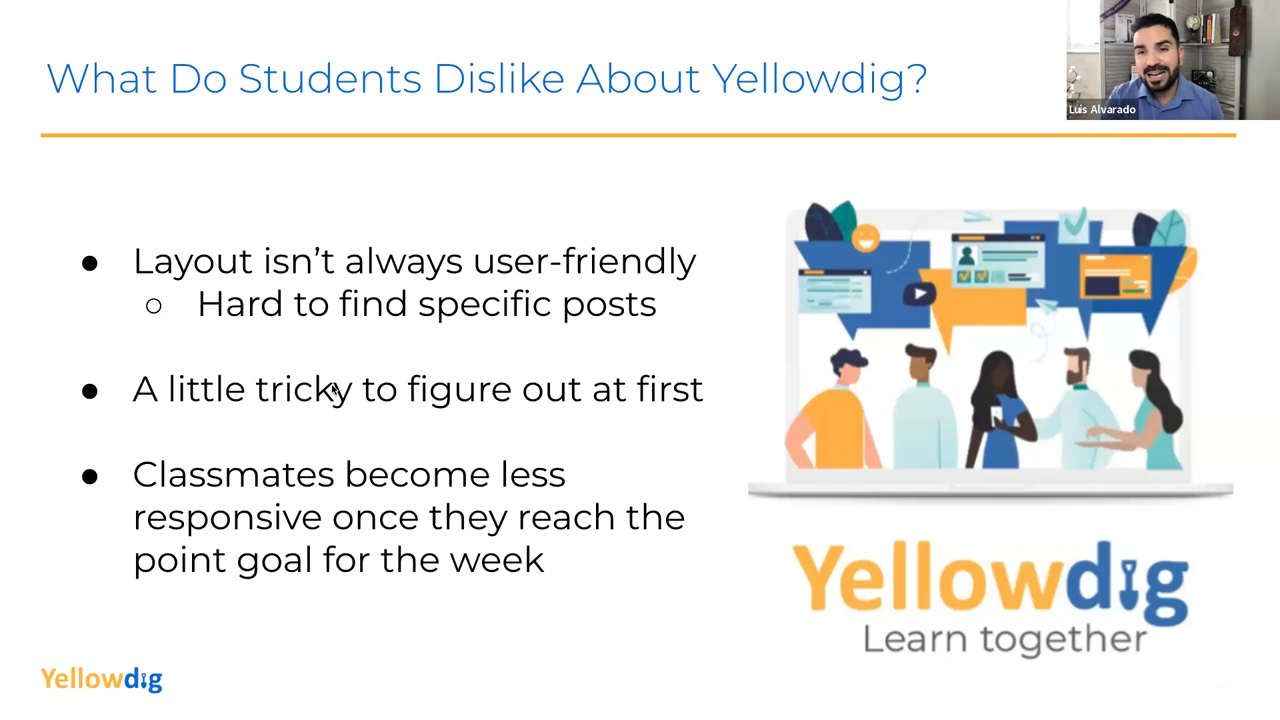 What Do Students Dislike About Yellowdig?
Luis Alvarado
● Layout isn’t always user-friendly
○ Hard to find specific posts
● A little tricky to figure out at first
● Classmates become less
responsive once they reach the
point goal for the week
Yellowdig
Learn together
Yellowdig